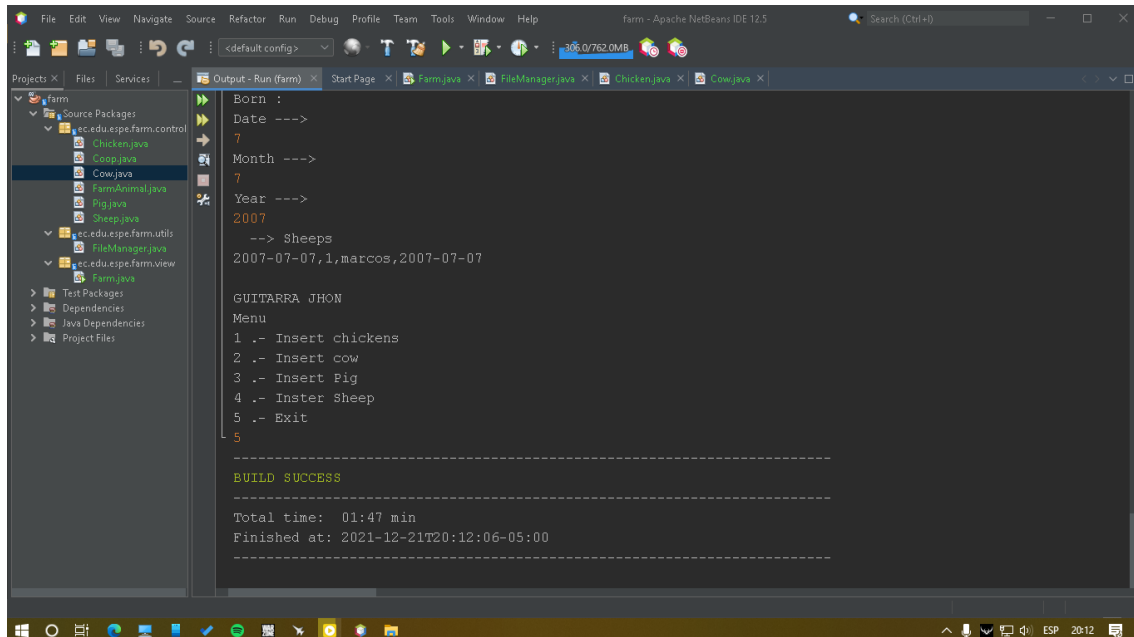 File Edit View Navigate Source Refactor Run Debug Profile Team Tools Window Help farm - Apache NetBeans IDE 12.5 Search (Ctrl+I)
<default config> 306.0/762.0MB
Projects Files Services Output - Run (farm) Start Page Farm.java FileManager.java Chicken.java Cow.java
farm
Source Packages
ec.edu.espe.farm.control
Chicken.java
Coop.java
Cow.java
FarmAnimal.java
Pig.java
Sheep.java
ec.edu.espe.farm.utils
FileManager.java
ec.edu.espe.farm.view
Farm.java
Test Packages
Dependencies
Java Dependencies
Project Files
Born :
Date --->
7
Month --->
7
Year --->
2007
--> Sheeps
2007-07-07,1,marcos,2007-07-07
GUITARRA JHON
Menu
1 .- Insert chickens
2 .- Insert cow
3 .- Insert Pig
4 .- Inster Sheep
5 .- Exit
5
------------------------------------------------------------------------
BUILD SUCCESS
------------------------------------------------------------------------
Total time: 01:47 min
Finished at: 2021-12-21T20:12:06-05:00
------------------------------------------------------------------------
ESP 20:12